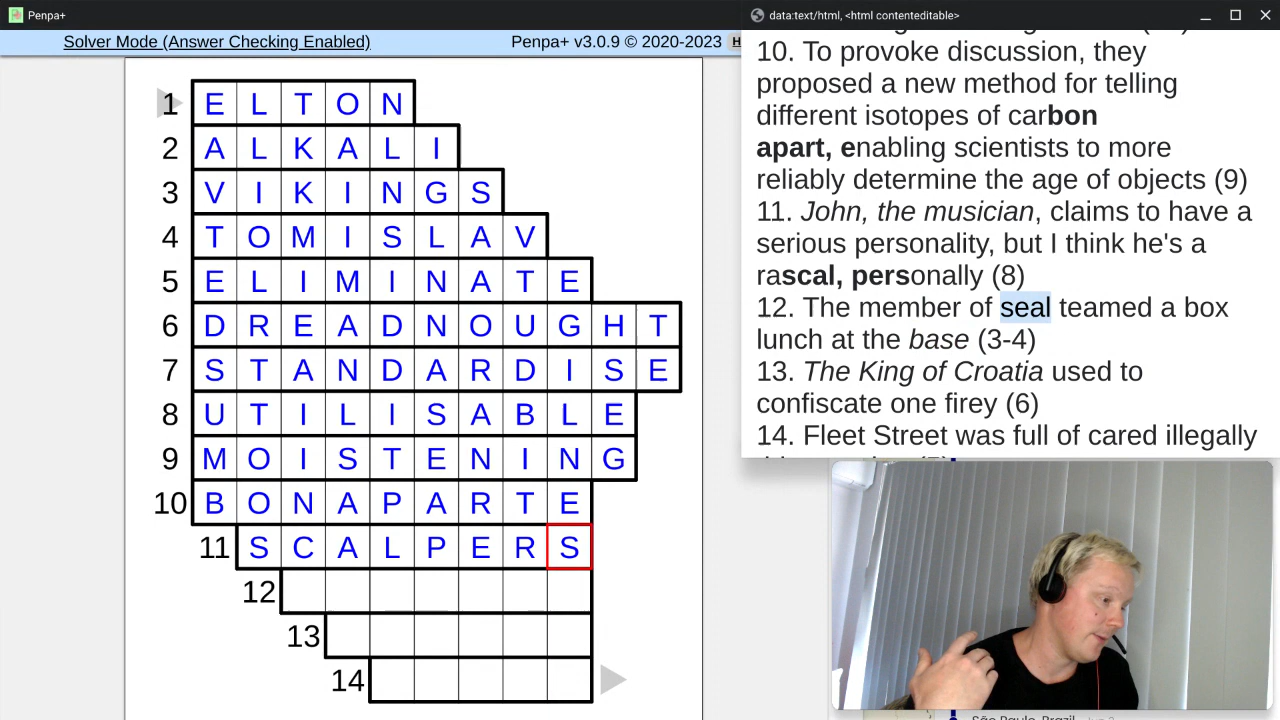 Penpa+
Solver Mode (Answer Checking Enabled)
Penpa+ v3.0.9 © 2020-2023
1 E L T O N
2 A L K A L I
3 V I K I N G S
4 T O M I S L A V
5 E L I M I N A T E
6 D R E A D N O U G H T
7 S T A N D A R D I S E
8 U T I L I S A B L E
9 M O I S T E N I N G
10 B O N A P A R T E
11 S C A L P E R S
12
13
14
data:text/html, <html contenteditable>
10. To provoke discussion, they
proposed a new method for telling
different isotopes of carbon
apart, enabling scientists to more
reliably determine the age of objects (9)
11. John, the musician, claims to have a
serious personality, but I think he's a
rascal, personally (8)
12. The member of seal teamed a box
lunch at the base (3-4)
13. The King of Croatia used to
confiscate one firey (6)
14. Fleet Street was full of cared illegally
São Paulo, Brazil